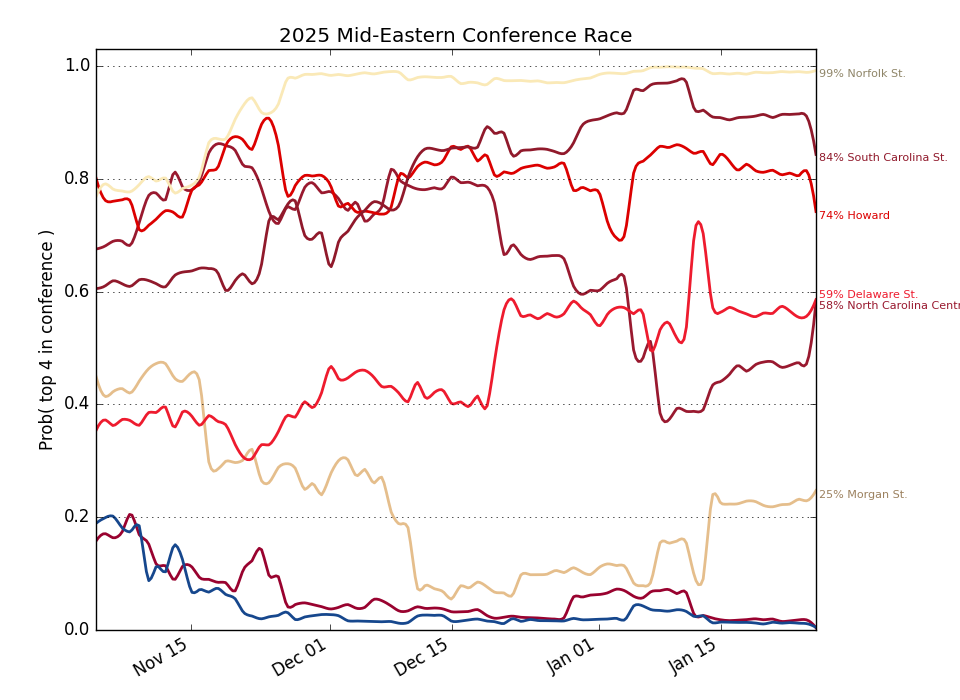 2025 Mid-Eastern Conference Race
1.0
0.8
0.6
0.4
0.2
0.0
Prob( top 4 in conference )
Nov 15
Dec 01
Dec 15
Jan 01
Jan 15
99% Norfolk St.
84% South Carolina St.
74% Howard
59% Delaware St.
58% North Carolina Centr
25% Morgan St.